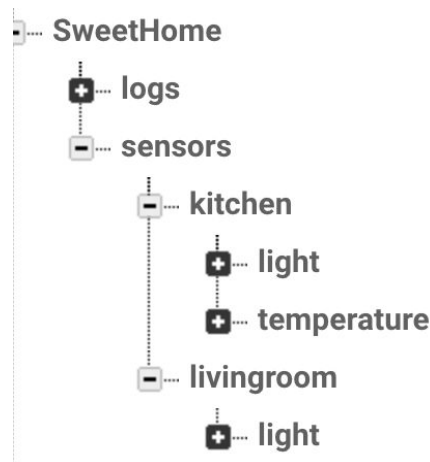 SweetHome
logs
sensors
kitchen
light
temperature
livingroom
light